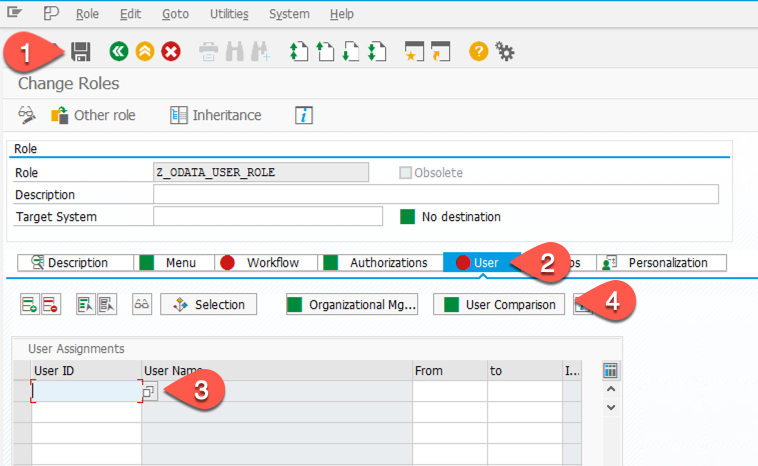 Role Edit Goto Utilities System Help
1
Change Roles
Other role Inheritance
Role
Role Z_ODATA_USER_ROLE Obsolete
Description
Target System No destination
Description Menu Workflow Authorizations User 2 Personalization
Selection Organizational Mg... User Comparison 4
User Assignments
User ID User Name From to I...
3